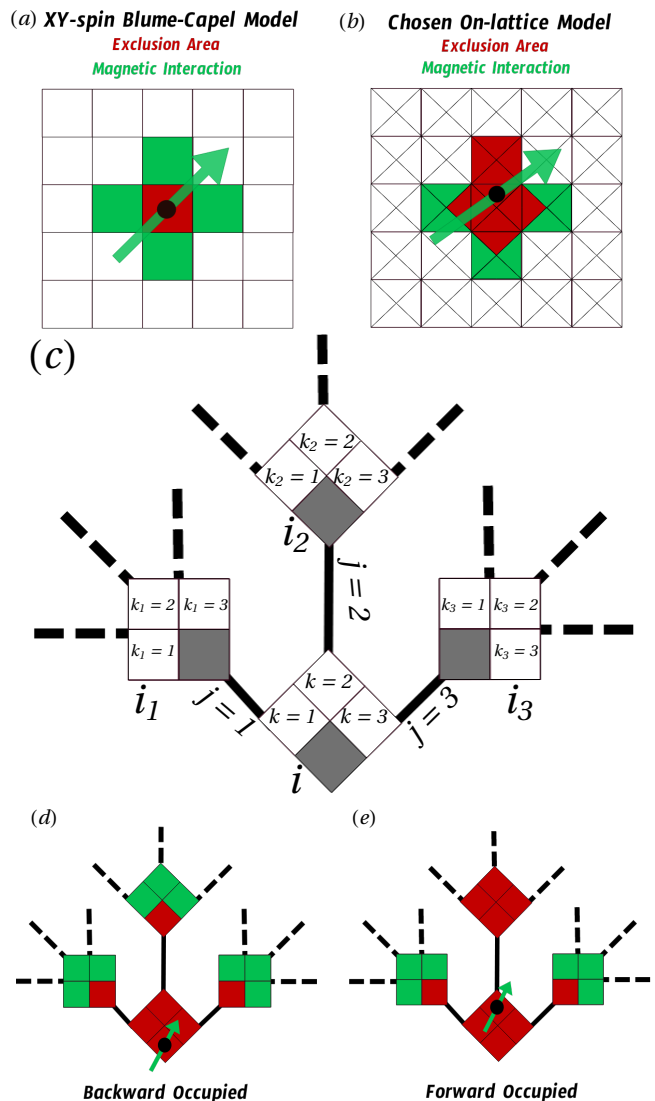 (a) XY-spin Blume-Capel Model
Exclusion Area
Magnetic Interaction
(b) Chosen On-lattice Model
Exclusion Area
Magnetic Interaction
(c)
k₂ = 2
k₂ = 1
k₂ = 3
i₂
j = 2
k₁ = 2
k₁ = 3
k₁ = 1
i₁
j = 1
k₃ = 1
k₃ = 2
k₃ = 3
i₃
j = 3
k = 2
k = 1
k = 3
i
(d)
Backward Occupied
(e)
Forward Occupied